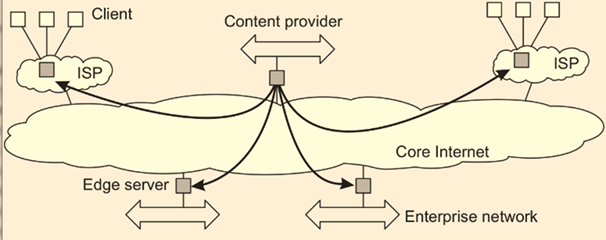 Client
Content provider
ISP
ISP
Core Internet
Edge server
Enterprise network